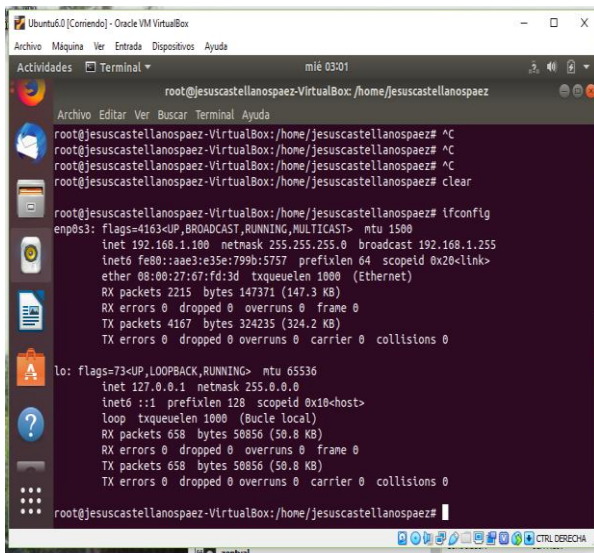 Ubuntu6.0 [Corriendo] - Oracle VM VirtualBox
Archivo Máquina Ver Entrada Dispositivos Ayuda
Actividades Terminal mié 03:01
root@jesuscastellanospaez-VirtualBox: /home/jesuscastellanospaez
Archivo Editar Ver Buscar Terminal Ayuda
root@jesuscastellanospaez-VirtualBox:/home/jesuscastellanospaez# ^C
root@jesuscastellanospaez-VirtualBox:/home/jesuscastellanospaez# ^C
root@jesuscastellanospaez-VirtualBox:/home/jesuscastellanospaez# ^C
root@jesuscastellanospaez-VirtualBox:/home/jesuscastellanospaez# clear
root@jesuscastellanospaez-VirtualBox:/home/jesuscastellanospaez# ifconfig
enp0s3: flags=4163<UP,BROADCAST,RUNNING,MULTICAST> mtu 1500
inet 192.168.1.100 netmask 255.255.255.0 broadcast 192.168.1.255
inet6 fe80::aae3:e35e:799b:5757 prefixlen 64 scopeid 0x20<link>
ether 08:00:27:67:fd:3d txqueuelen 1000 (Ethernet)
RX packets 2215 bytes 147371 (147.3 KB)
RX errors 0 dropped 0 overruns 0 frame 0
TX packets 4167 bytes 324235 (324.2 KB)
TX errors 0 dropped 0 overruns 0 carrier 0 collisions 0
lo: flags=73<UP,LOOPBACK,RUNNING> mtu 65536
inet 127.0.0.1 netmask 255.0.0.0
inet6 ::1 prefixlen 128 scopeid 0x10<host>
loop txqueuelen 1000 (Bucle local)
RX packets 658 bytes 50856 (50.8 KB)
RX errors 0 dropped 0 overruns 0 frame 0
TX packets 658 bytes 50856 (50.8 KB)
TX errors 0 dropped 0 overruns 0 carrier 0 collisions 0
root@jesuscastellanospaez-VirtualBox:/home/jesuscastellanospaez#
CTRL DERECHA